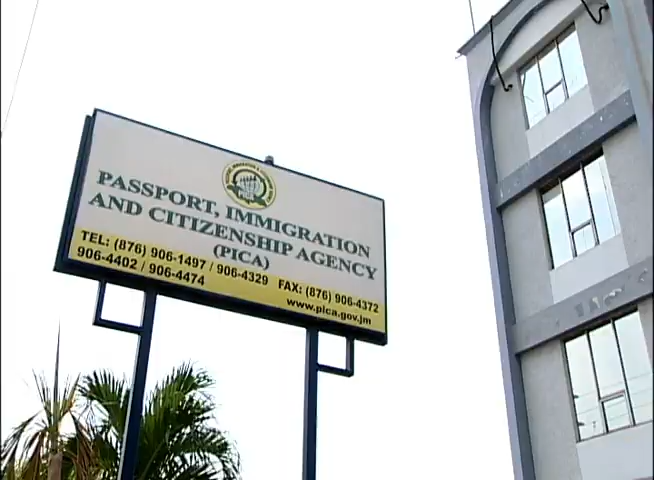 PASSPORT, IMMIGRATION
AND CITIZENSHIP AGENCY
(PICA)
TEL: (876) 906-1497 / 906-4329 FAX: (876) 906-4372
906-4402 / 906-4474
www.pica.gov.jm